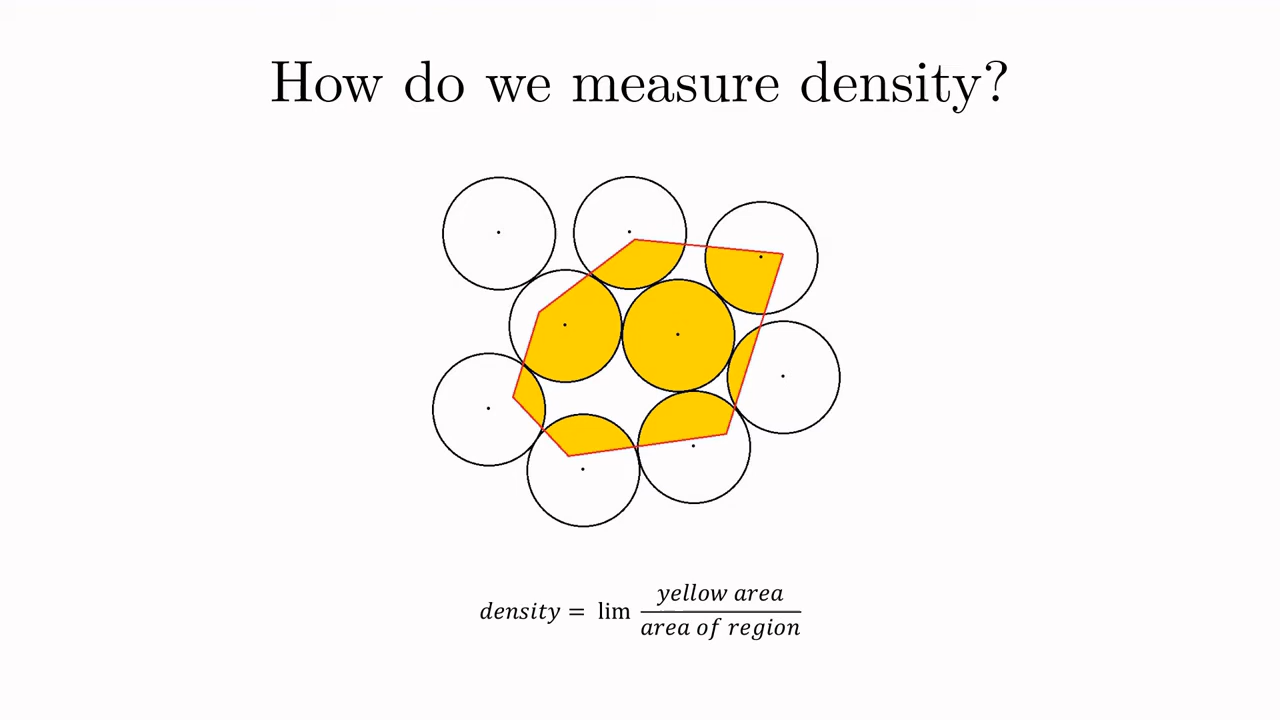 How do we measure density?
density = lim yellow area / area of region